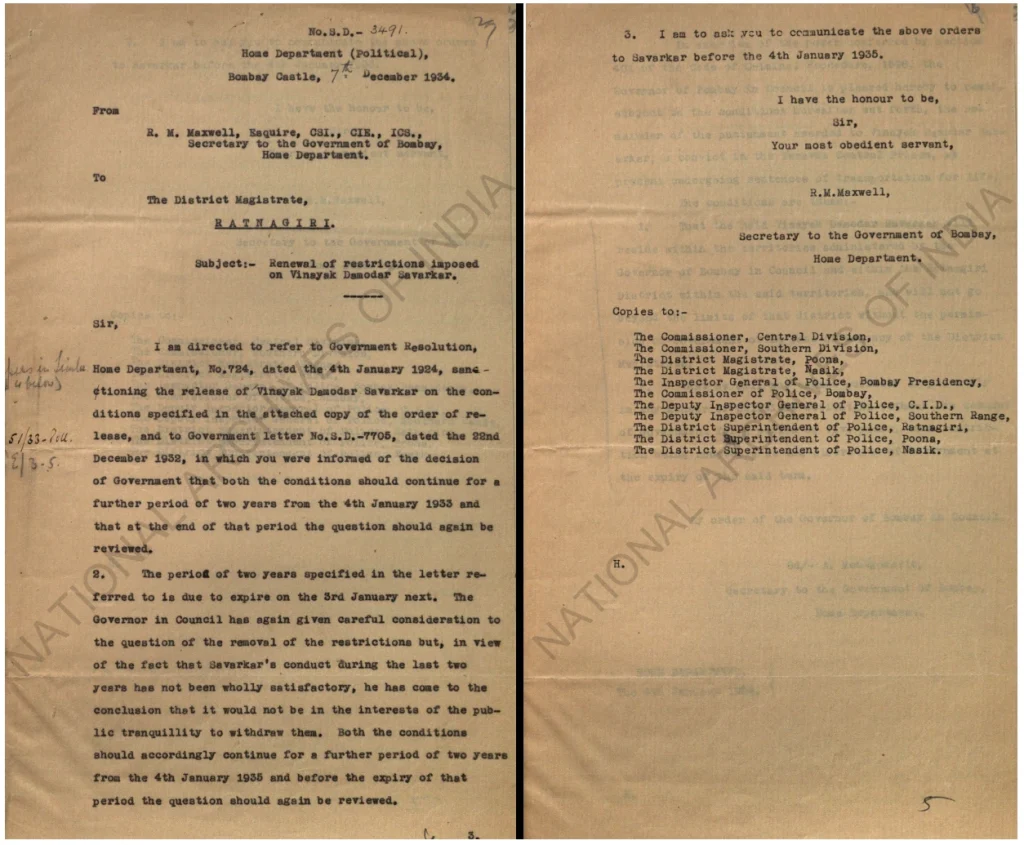 No.S.D.- 3491.
Home Department (Political),
Bombay Castle, 7th December 1934.
From
R. M. Maxwell, Esquire, CSI., CIE., ICS.,
Secretary to the Government of Bombay,
Home Department.
To
The District Magistrate,
RATNAGIRI.
Subject:- Renewal of restrictions imposed
on Vinayak Damodar Savarkar.
Sir,
I am directed to refer to Government Resolution,
Home Department, No.724, dated the 4th January 1924, sanc-
tioning the release of Vinayak Damodar Savarkar on the con-
ditions specified in the attached copy of the order of re-
lease, and to Government letter No.S.D.-7705, dated the 22nd
December 1932, in which you were informed of the decision
of Government that both the conditions should continue for a
further period of two years from the 4th January 1933 and
that at the end of that period the question should again be
reviewed.
2. The period of two years specified in the letter re-
ferred to is due to expire on the 3rd January next. The
Governor in Council has again given careful consideration to
the question of the removal of the restrictions but, in view
of the fact that Savarkar's conduct during the last two
years has not been wholly satisfactory, he has come to the
conclusion that it would not be in the interests of the pub-
lic tranquillity to withdraw them. Both the conditions
should accordingly continue for a further period of two years
from the 4th January 1935 and before the expiry of that
period the question should again be reviewed.
3.
NATIONAL ARCHIVES OF INDIA
3. I am to ask you to communicate the above orders
to Savarkar before the 4th January 1935.
I have the honour to be,
Sir,
Your most obedient servant,
R.M.Maxwell,
Secretary to the Government of Bombay,
Home Department.
Copies to:-
The Commissioner, Central Division,
The Commissioner, Southern Division,
The District Magistrate, Poona,
The District Magistrate, Nasik,
The Inspector General of Police, Bombay Presidency,
The Commissioner of Police, Bombay,
The Deputy Inspector General of Police, C.I.D.,
The Deputy Inspector General of Police, Southern Range,
The District Superintendent of Police, Ratnagiri,
The District Superintendent of Police, Poona,
The District Superintendent of Police, Nasik.
H.
5
NATIONAL ARCHIVES OF INDIA